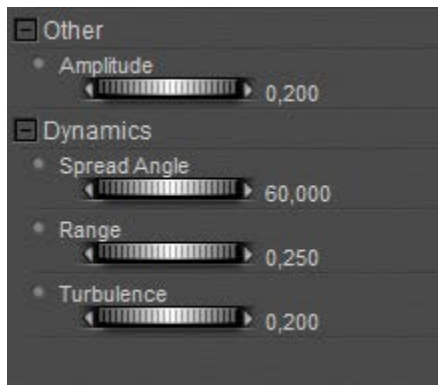 Other
Amplitude
0,200
Dynamics
Spread Angle
60,000
Range
0,250
Turbulence
0,200